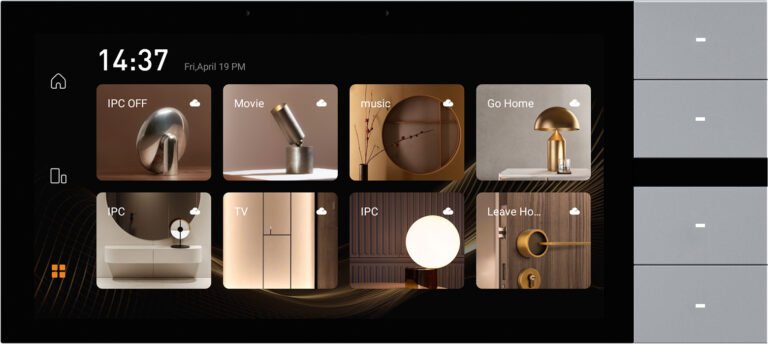 14:37
Fri,April 19 PM
IPC OFF
Movie
music
Go Home
IPC
TV
IPC
Leave Ho...